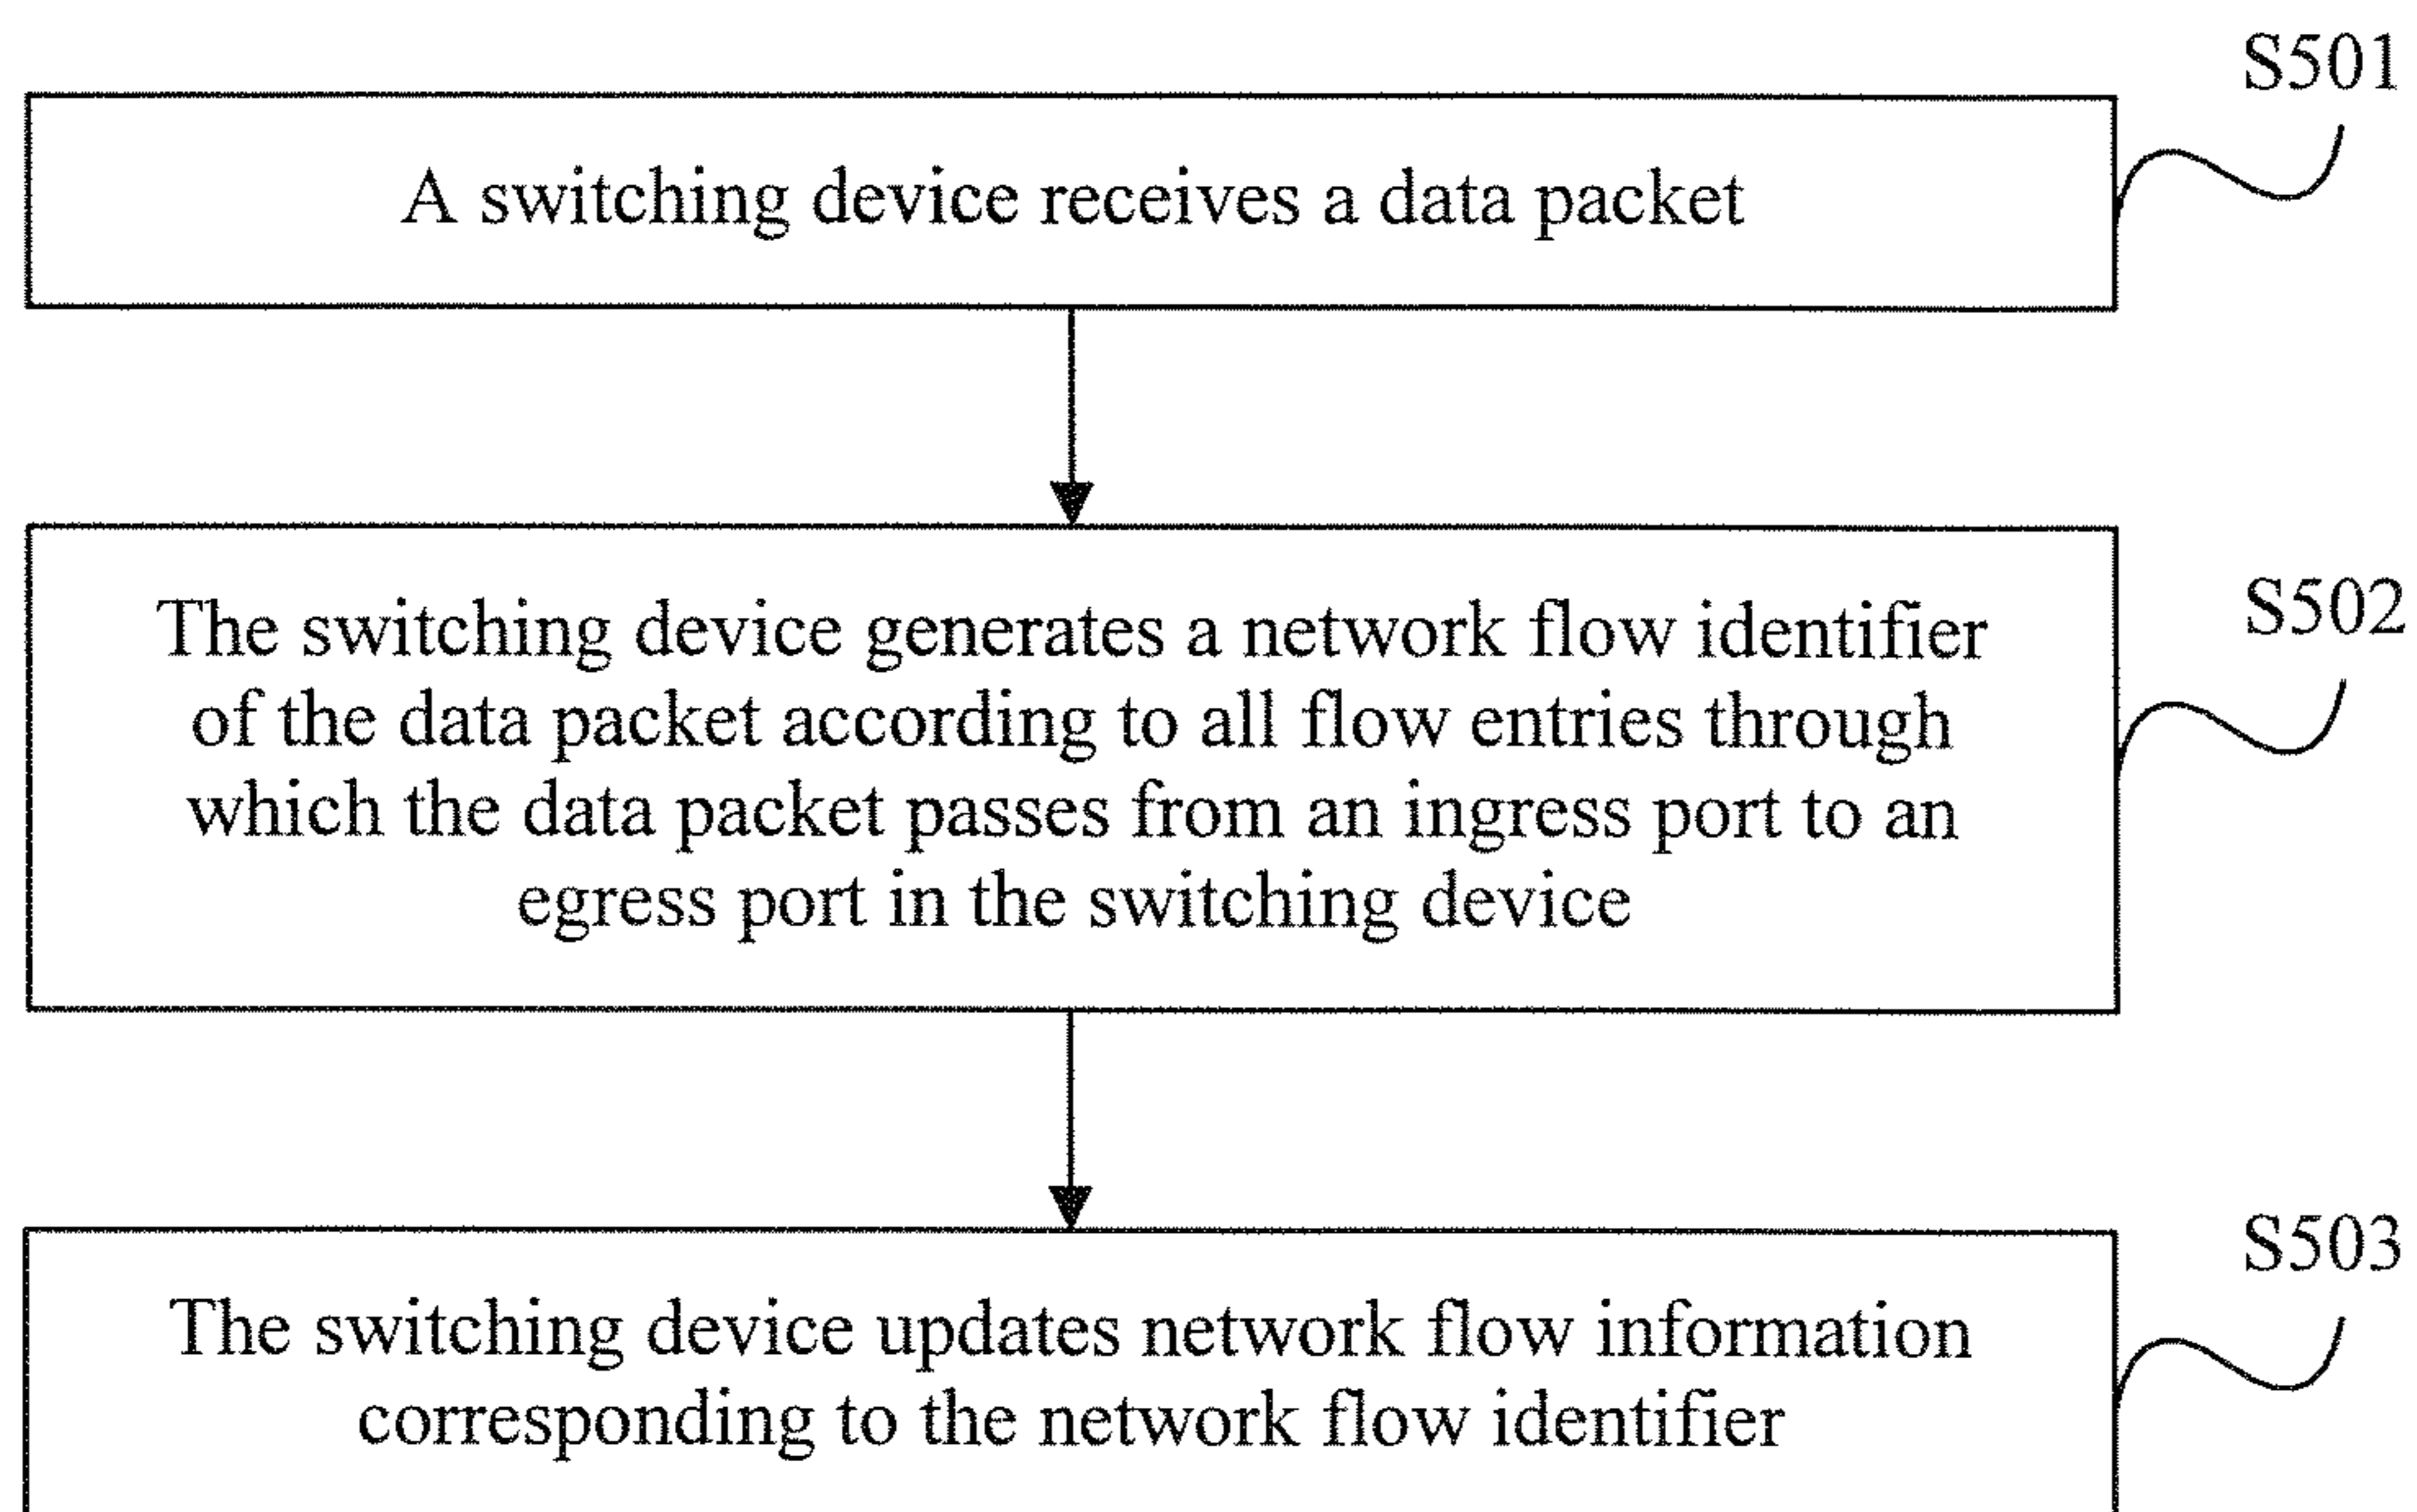 S501
A switching device receives a data packet
S502
The switching device generates a network flow identifier
of the data packet according to all flow entries through
which the data packet passes from an ingress port to an
egress port in the switching device
S503
The switching device updates network flow information
corresponding to the network flow identifier